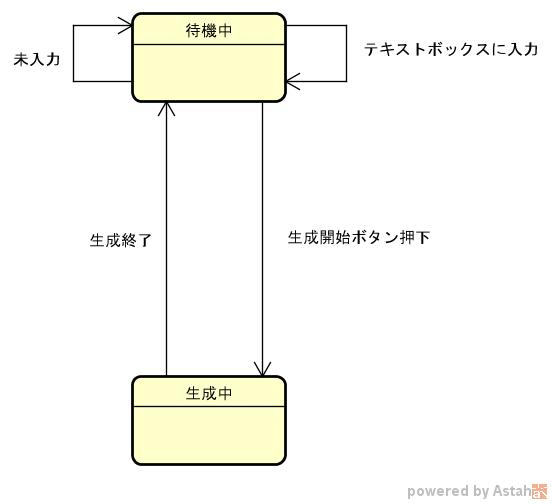 待機中
未入力
テキストボックスに入力
生成終了
生成開始ボタン押下
生成中
powered by Astah